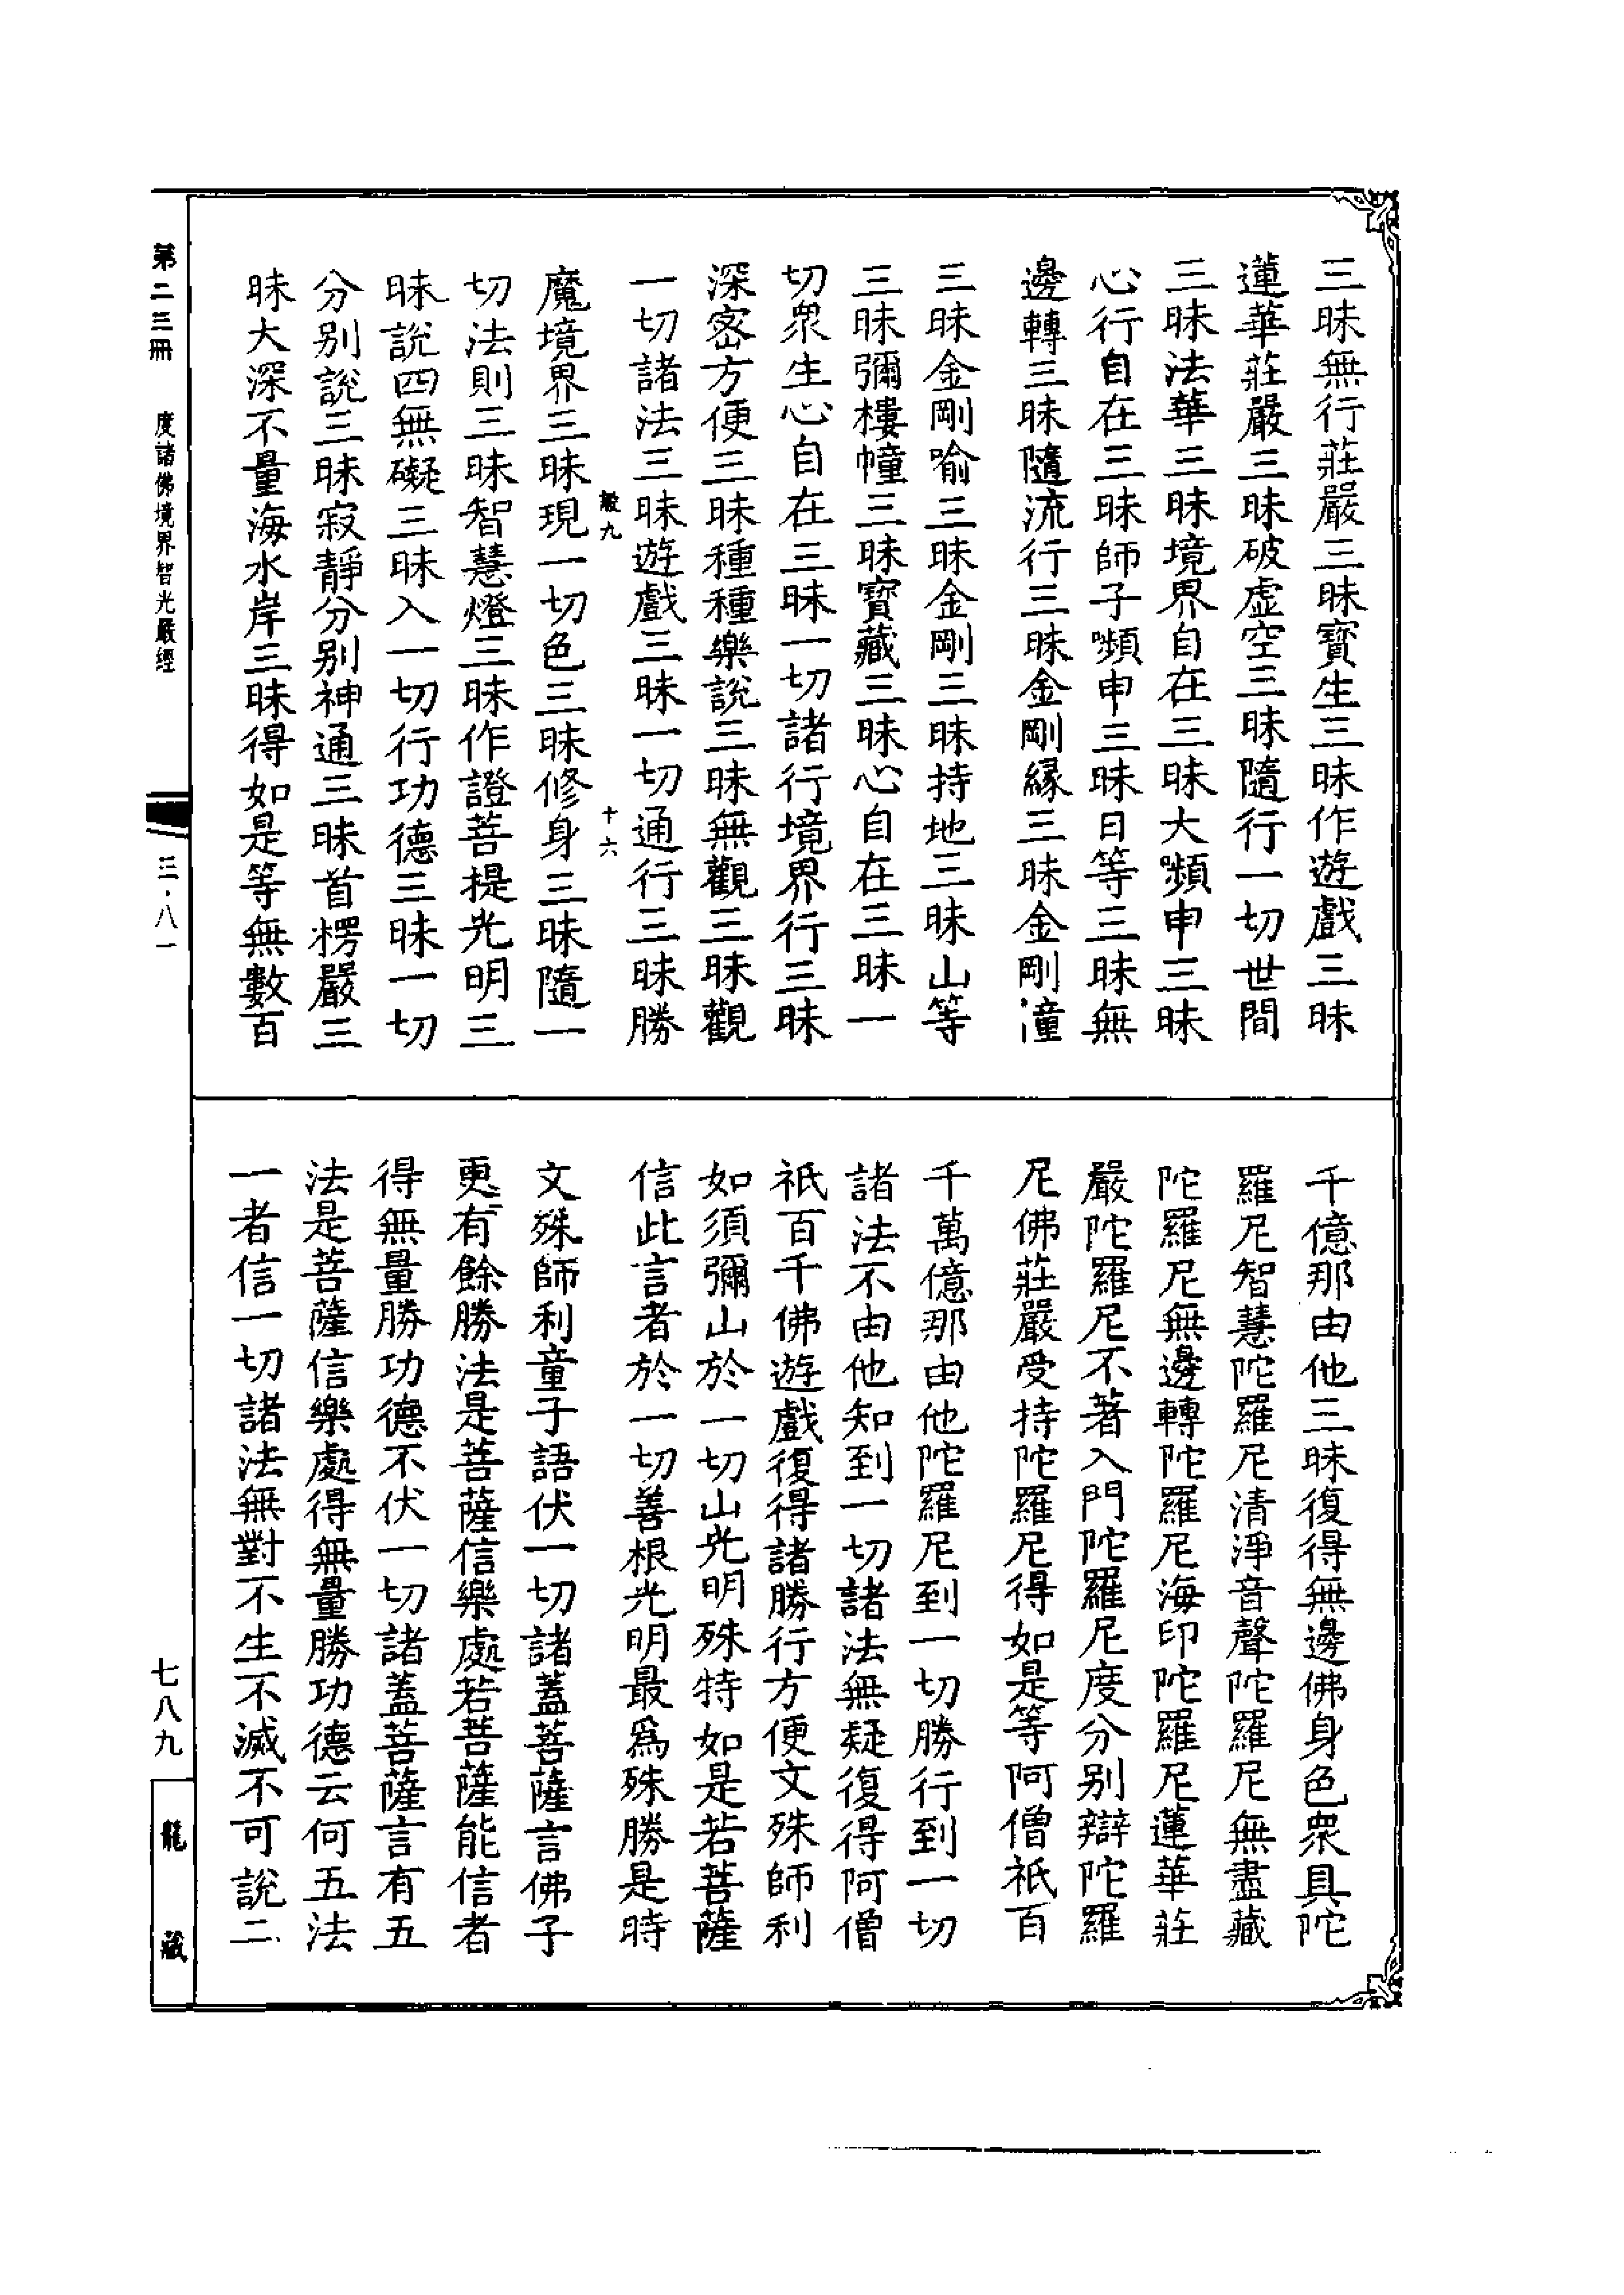 三昧無行莊嚴三昧寳生三昧作遊戲三昧
蓮華莊嚴三昧破虛空三昧隨行一切世間
三昧法華三昧境界自在三昧大嚬申三昧
心行自在三昧師子嚬申三昧日等三昧無
邊轉三昧隨流行三昧金剛縁三昧金剛幢
三昧金剛喻三昧金剛三昧持地三昧山等
三昧彌樓幢三昧寳藏三昧心自在三昧一
切衆生心自在三昧一切諸行境界行三昧
深密方便三昧種種樂說三昧無觀三昧觀
一切諸法三昧遊戲三昧一切通行三昧勝
九 十六
魔境界三昧現一切色三昧修身三昧隨一
切法則三昧智慧燈三昧作證菩提光明三
昧說四無礙三昧入一切行功德三昧一切
分别說三昧寂靜分别神通三昧首楞嚴三
昧大深不量海水岸三昧得如是等無數百
千億那由他三昧復得無邊佛身色衆具陀
羅尼智慧陀羅尼清淨音聲陀羅尼無盡藏
陀羅尼無邊轉陀羅尼海印陀羅尼蓮華莊
嚴陀羅尼不著入門陀羅尼度分别辯陀羅
尼佛莊嚴受持陀羅尼得如是等阿僧祇百
千萬億那由他陀羅尼到一切勝行到一切
諸法不由他知到一切諸法無疑復得阿僧
祇百千佛遊戲復得諸勝行方便文殊師利
如須彌山於一切山光明殊特如是若菩薩
信此言者於一切善根光明最爲殊勝是時
文殊師利童子語伏一切諸蓋菩薩言佛子
更有餘勝法是菩薩信樂處若菩薩能信者
得無量勝功德不伏一切諸蓋菩薩言有五
法是菩薩信樂處得無量勝功德云何五法
一者信一切諸法無對不生不滅不可說二
第二三冊 度諸佛境界智光嚴經
三·八一
七八九
龍藏